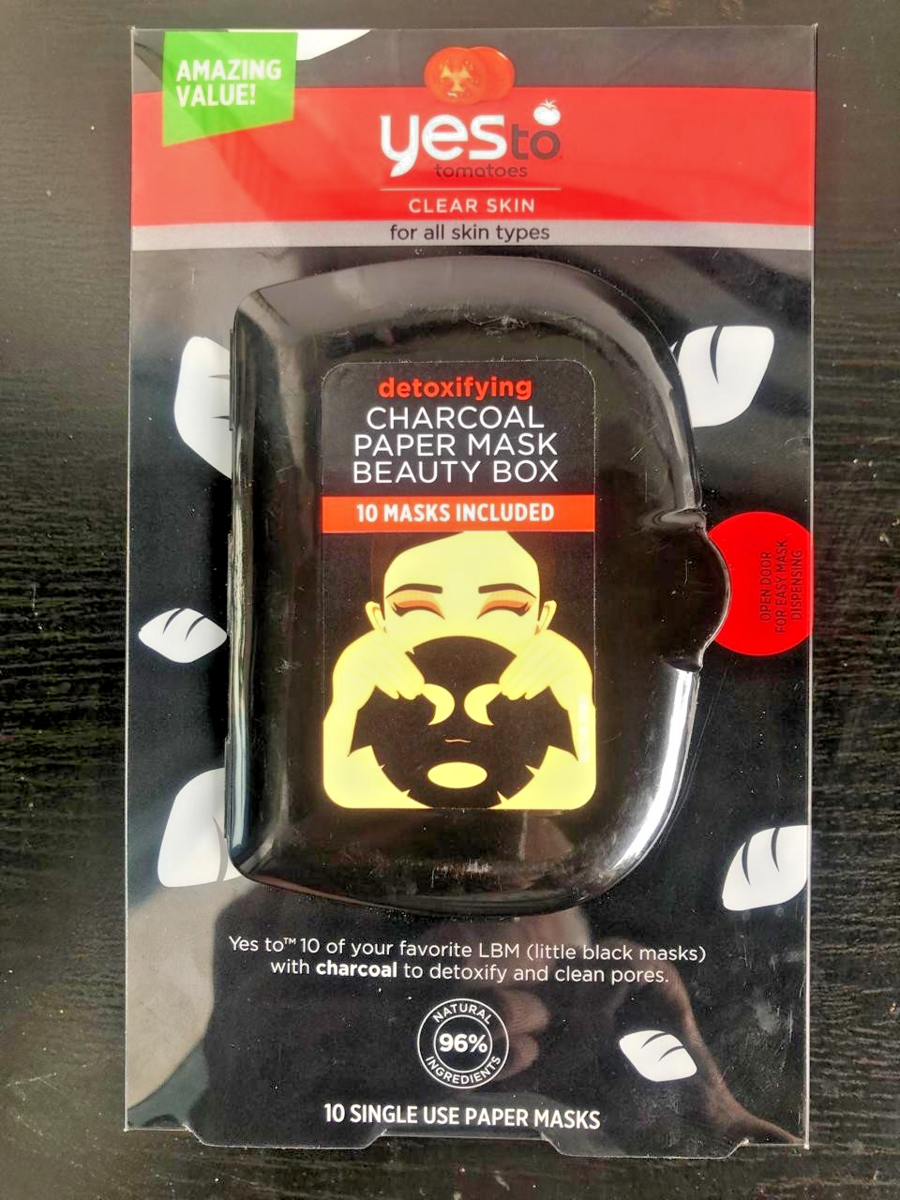 AMAZING
VALUE!
yes to
tomatoes
CLEAR SKIN
for all skin types
detoxifying
CHARCOAL
PAPER MASK
BEAUTY BOX
10 MASKS INCLUDED
OPEN DOOR
FOR EASY MASK
DISPENSING
Yes to™ 10 of your favorite LBM (little black masks)
with charcoal to detoxify and clean pores.
NATURAL
96%
INGREDIENTS
10 SINGLE USE PAPER MASKS